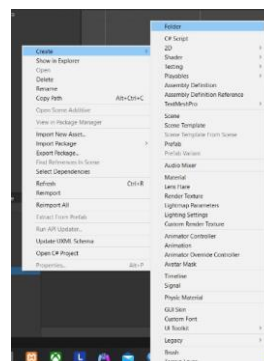 Create
Show in Explorer
Open
Delete
Rename
Copy Path Alt+Ctrl+C
Open Scene Additive
View in Package Manager
Import New Asset...
Import Package
Export Package...
Find References In Scene
Select Dependencies
Refresh Ctrl+R
Reimport
Reimport All
Extract From Prefab
Run API Updater...
Update UXML Schema
Open C# Project
Properties... Alt+P
Folder
C# Script
2D
Shader
Testing
Playables
Assembly Definition
Assembly Definition Reference
TextMeshPro
Scene
Scene Template
Scene Template From Scene
Prefab
Prefab Variant
Audio Mixer
Material
Lens Flare
Render Texture
Lightmap Parameters
Lighting Settings
Custom Render Texture
Animator Controller
Animation
Animator Override Controller
Avatar Mask
Timeline
Signal
Physic Material
GUI Skin
Custom Font
UI Toolkit
Legacy
Brush